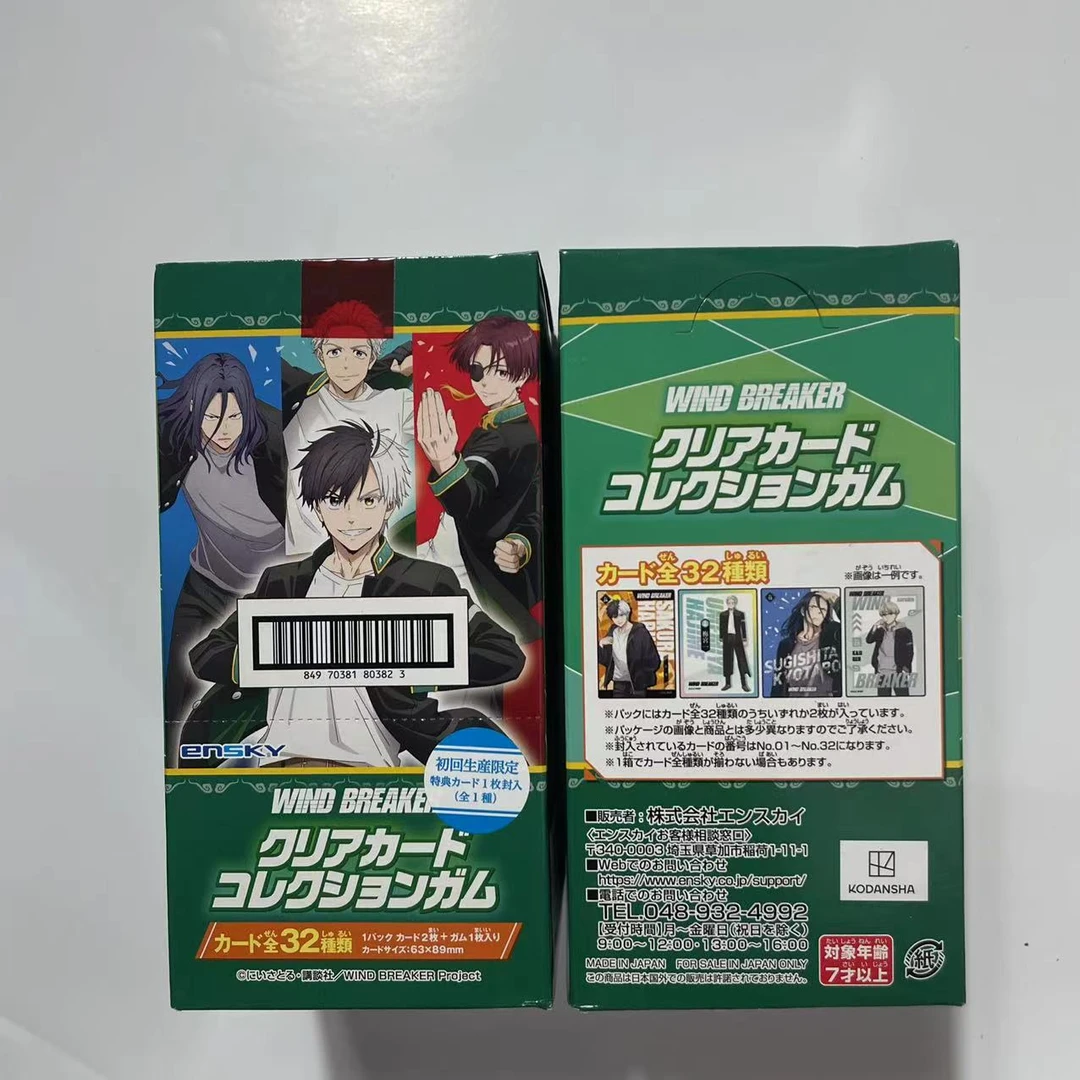 849 70381 80382 3
ensky
初回生産限定
特典カード1枚封入
(全1種)
WIND BREAKER
クリアカード
コレクションガム
カード全32種類
1パック カード2枚+ガム1枚入り
カードサイズ:63×89mm
©にいさとる・講談社/WIND BREAKER Project
WIND BREAKER
クリアカード
コレクションガム
カード全32種類
※画像は一例です。
SUGISHITA
KYOTARO
WIND BREAKER
※パックにはカード全32種類のうちいずれか2枚が入っています。
※パッケージの画像と商品とは多少異なりますのでご了承ください。
※封入されているカードの番号はNo.01~No.32になります。
※1箱でカード全種類が揃わない場合もあります。
■販売者:株式会社エンスカイ
〈エンスカイお客様相談窓口〉
〒340-0003 埼玉県草加市稲荷1-11-1
■Webでのお問い合わせ
https://www.ensky.co.jp/support/
■電話でのお問い合わせ
TEL.048-932-4992
[受付時間]月~金曜日(祝日を除く)
9:00~12:00・13:00~16:00
MADE IN JAPAN FOR SALE IN JAPAN ONLY
この商品は日本国外での販売は許諾されておりません。
KODANSHA
対象年齢
7才以上
紙